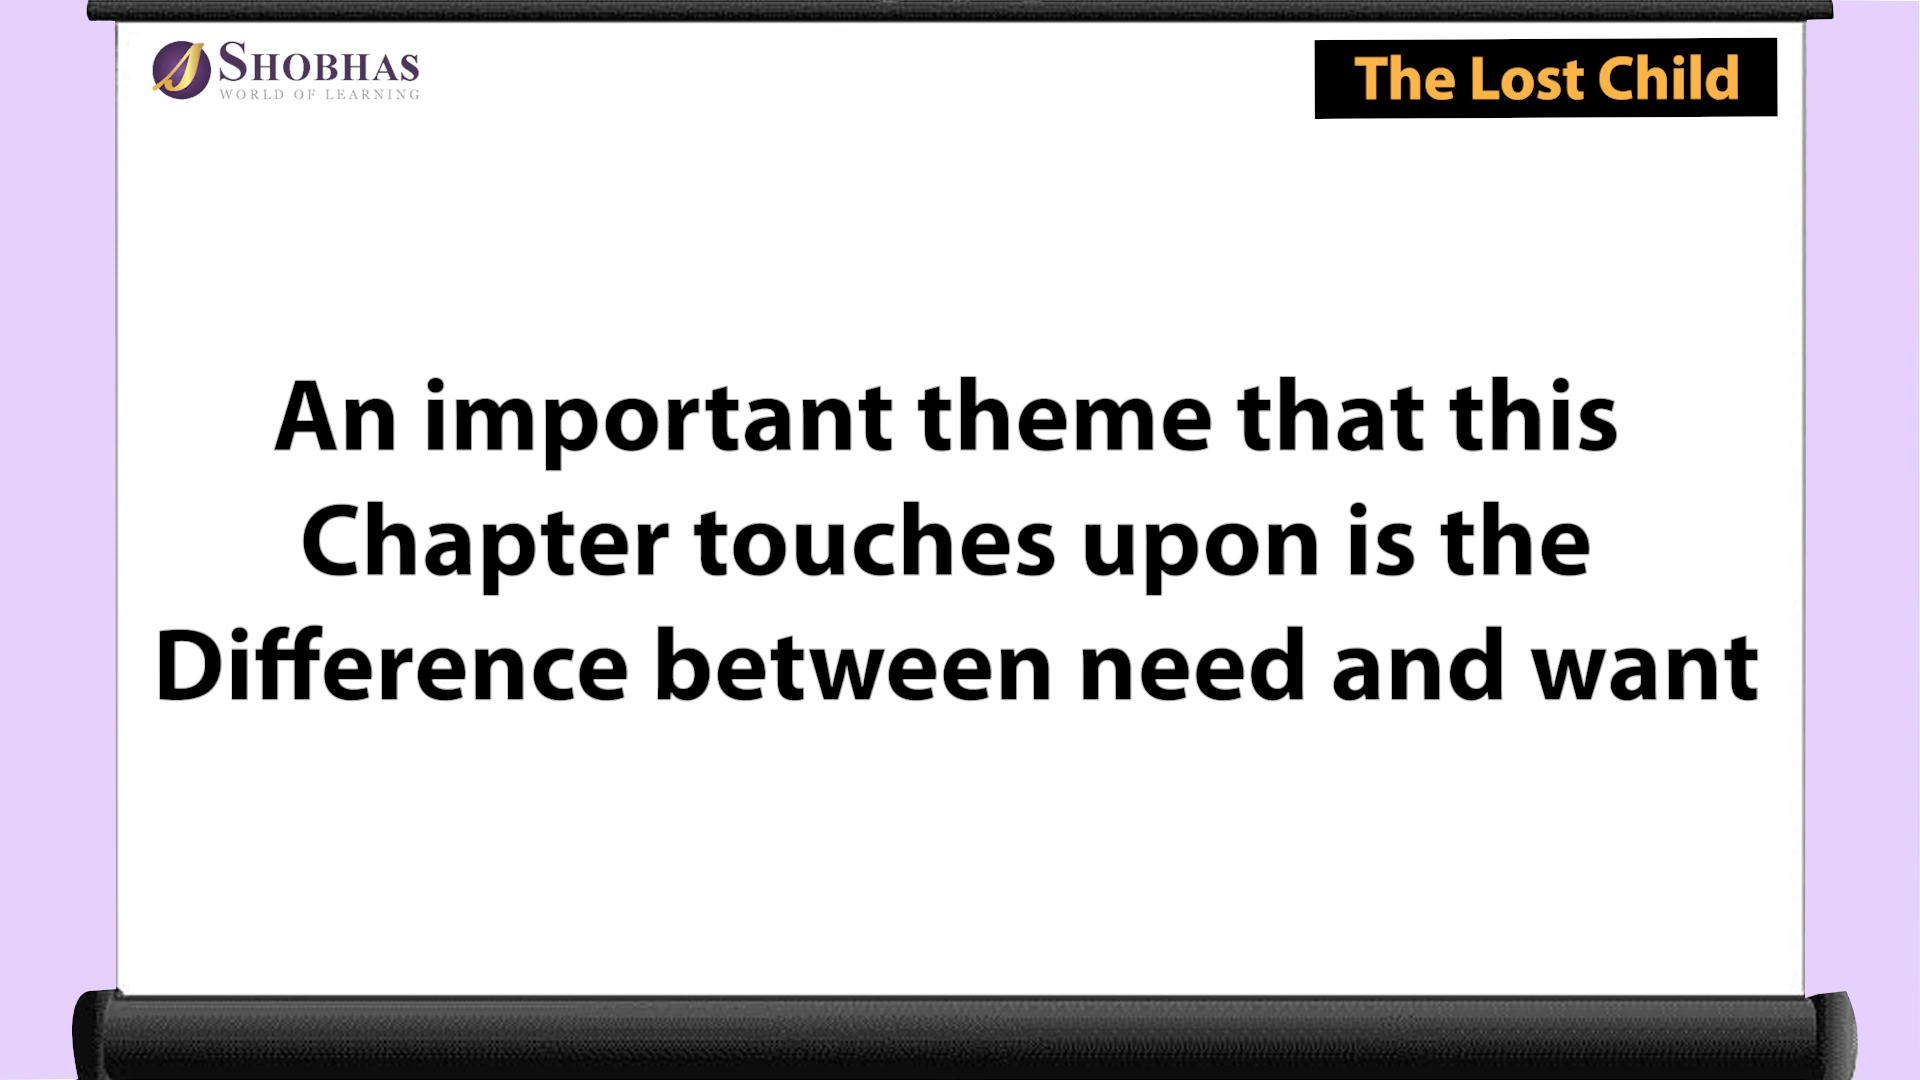 SHOBHAS
WORLD OF LEARNING
The Lost Child
An important theme that this
Chapter touches upon is the
Difference between need and want